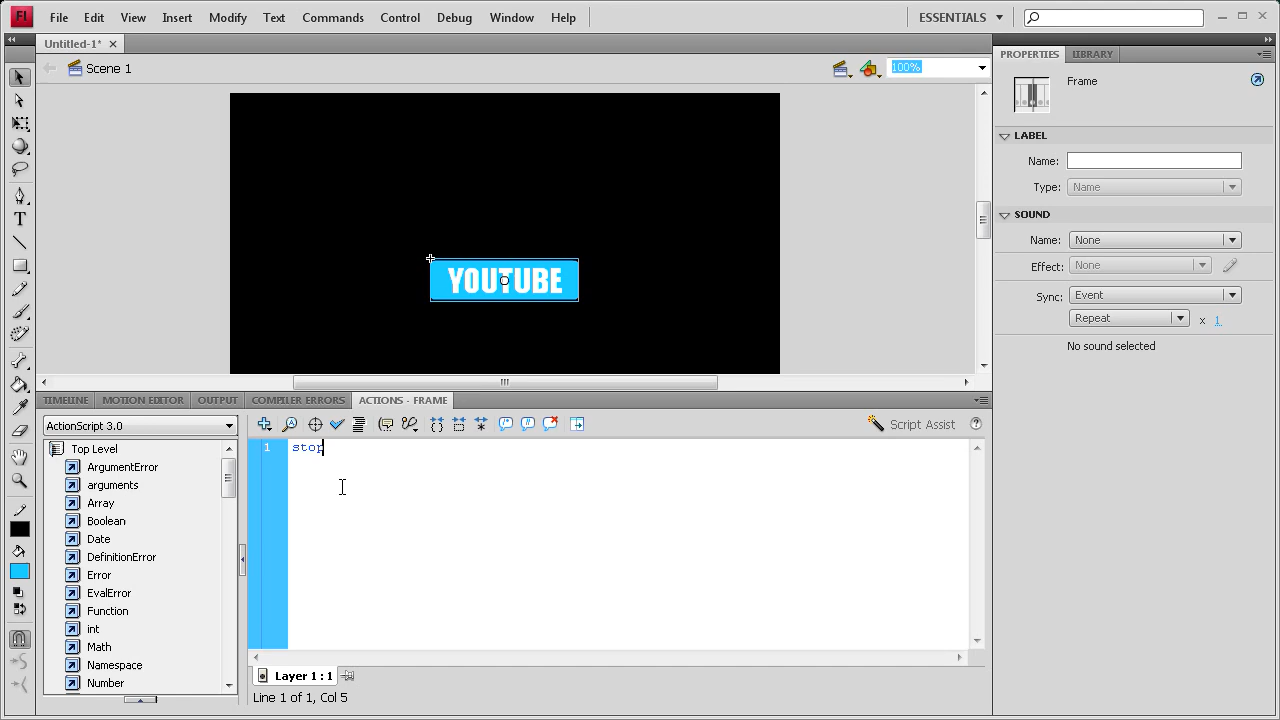 Fl File Edit View Insert Modify Text Commands Control Debug Window Help ESSENTIALS
Untitled-1*
Scene 1 100%
YOUTUBE
PROPERTIES LIBRARY
Frame
LABEL
Name:
Type: Name
SOUND
Name: None
Effect: None
Sync: Event
Repeat x 1
No sound selected
TIMELINE MOTION EDITOR OUTPUT COMPILER ERRORS ACTIONS - FRAME
ActionScript 3.0 Script Assist
Top Level
ArgumentError
arguments
Array
Boolean
Date
DefinitionError
Error
EvalError
Function
int
Math
Namespace
Number
1 stop
Layer 1 : 1
Line 1 of 1, Col 5